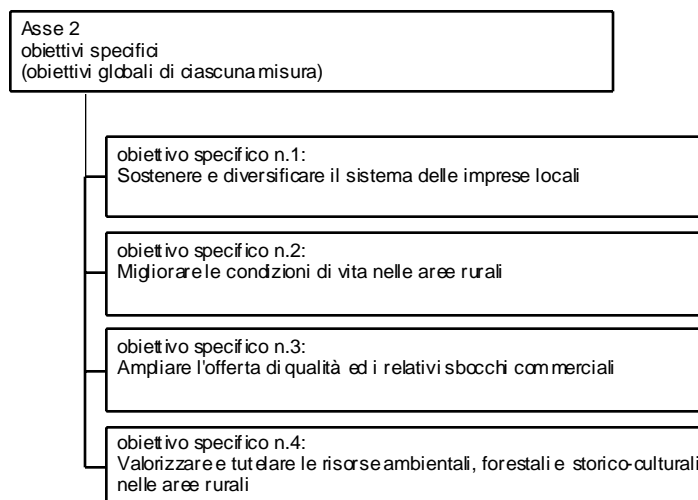 Asse 2
obiettivi specifici
(obiettivi globali di ciascuna misura)
obiettivo specifico n.1:
Sostenere e diversificare il sistema delle imprese locali
obiettivo specifico n.2:
Migliorare le condizioni di vita nelle aree rurali
obiettivo specifico n.3:
Ampliare l'offerta di qualità ed i relativi sbocchi commerciali
obiettivo specifico n.4:
Valorizzare e tutelare le risorse ambientali, forestali e storico-culturali
nelle aree rurali